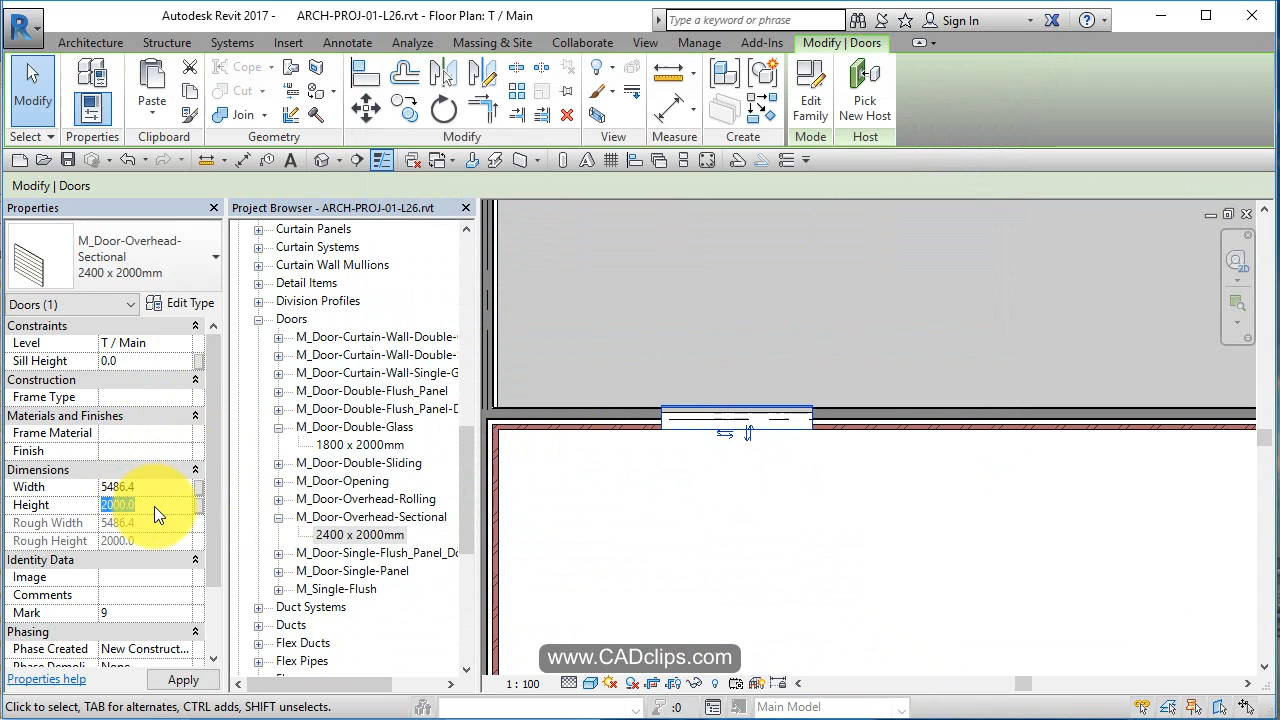 Autodesk Revit 2017 - ARCH-PROJ-01-L26.rvt - Floor Plan: T / Main
Type a keyword or phrase
Sign In
Architecture Structure Systems Insert Annotate Analyze Massing & Site Collaborate View Manage Add-Ins Modify | Doors
Modify
Paste
Cope
Cut
Join
Edit Family
Pick New Host
Select Properties Clipboard Geometry Modify View Measure Create Mode Host
Modify | Doors
Properties
M_Door-Overhead-
Sectional
2400 x 2000mm
Doors (1)
Edit Type
Constraints
Level T / Main
Sill Height 0.0
Construction
Frame Type
Materials and Finishes
Frame Material
Finish
Dimensions
Width 5486.4
Height 2000.0
Rough Width 5486.4
Rough Height 2000.0
Identity Data
Image
Comments
Mark 9
Phasing
Phase Created New Construct...
Properties help
Apply
Project Browser - ARCH-PROJ-01-L26.rvt
Curtain Panels
Curtain Systems
Curtain Wall Mullions
Detail Items
Division Profiles
Doors
M_Door-Curtain-Wall-Double-
M_Door-Curtain-Wall-Double-
M_Door-Curtain-Wall-Single-G
M_Door-Double-Flush_Panel
M_Door-Double-Flush_Panel-D
M_Door-Double-Glass
1800 x 2000mm
M_Door-Double-Sliding
M_Door-Opening
M_Door-Overhead-Rolling
M_Door-Overhead-Sectional
2400 x 2000mm
M_Door-Single-Flush_Panel_Do
M_Door-Single-Panel
M_Single-Flush
Duct Systems
Ducts
Flex Ducts
Flex Pipes
2D
www.CADclips.com
1 : 100
Click to select, TAB for alternates, CTRL adds, SHIFT unselects.
:0
Main Model